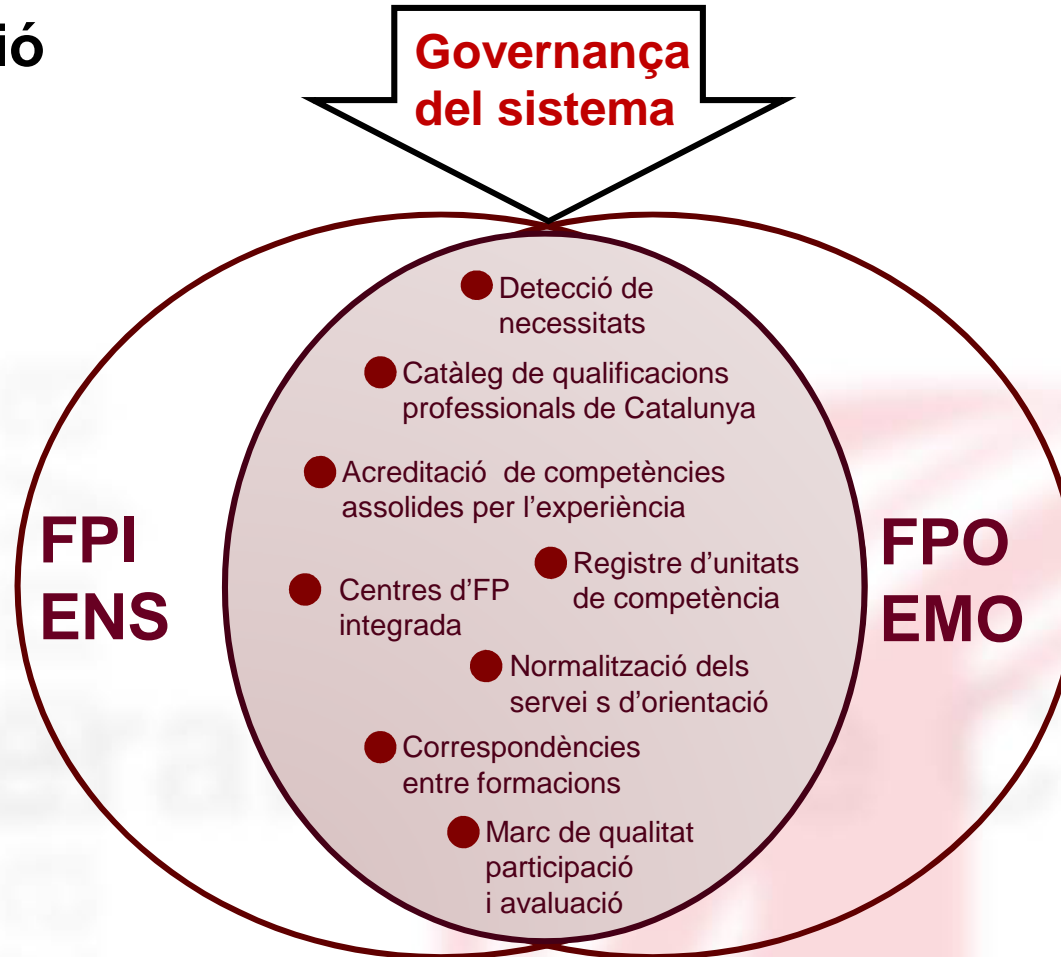 ió
Governança
del sistema
Detecció de
necessitats
Catàleg de qualificacions
professionals de Catalunya
Acreditació de competències
assolides per l’experiència
FPI
ENS
Centres d’FP
integrada
Registre d’unitats
de competència
FPO
EMO
Normalització dels
servei s d’orientació
Correspondències
entre formacions
Marc de qualitat
participació
i avaluació